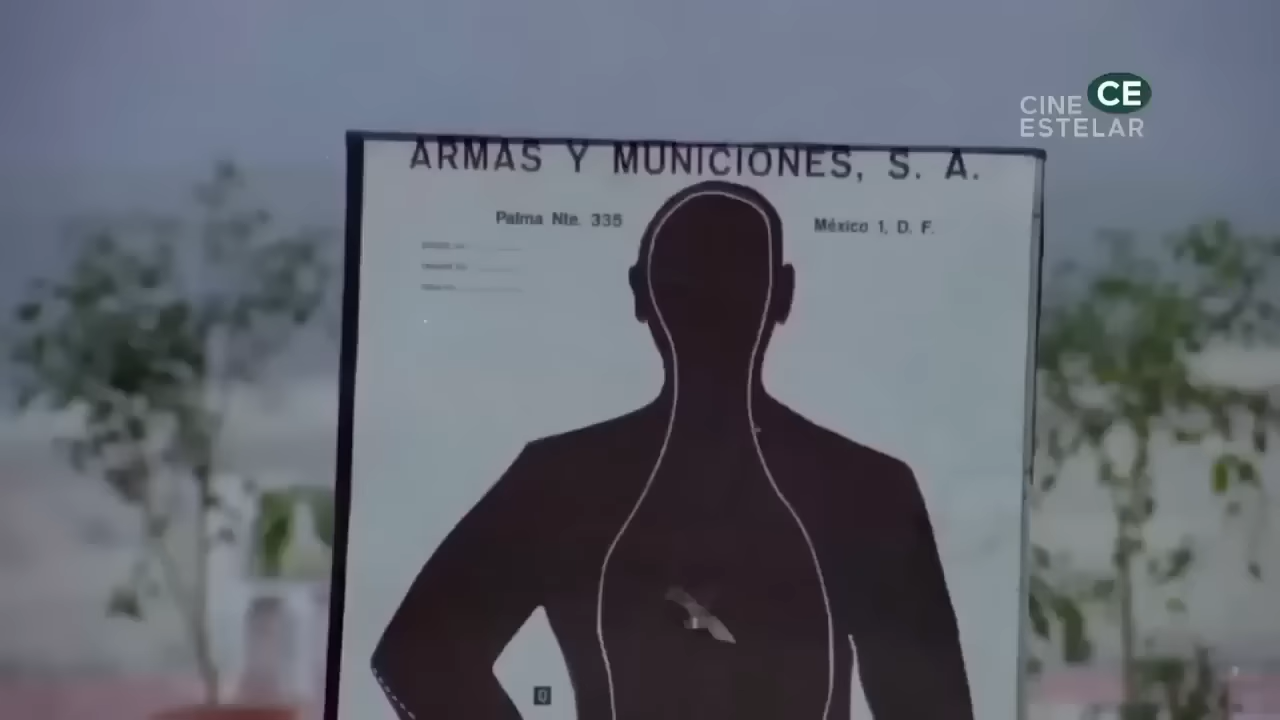 CINE CE
ESTELAR
ARMAS Y MUNICIONES, S. A.
Palma Nte. 335
México 1, D. F.
0